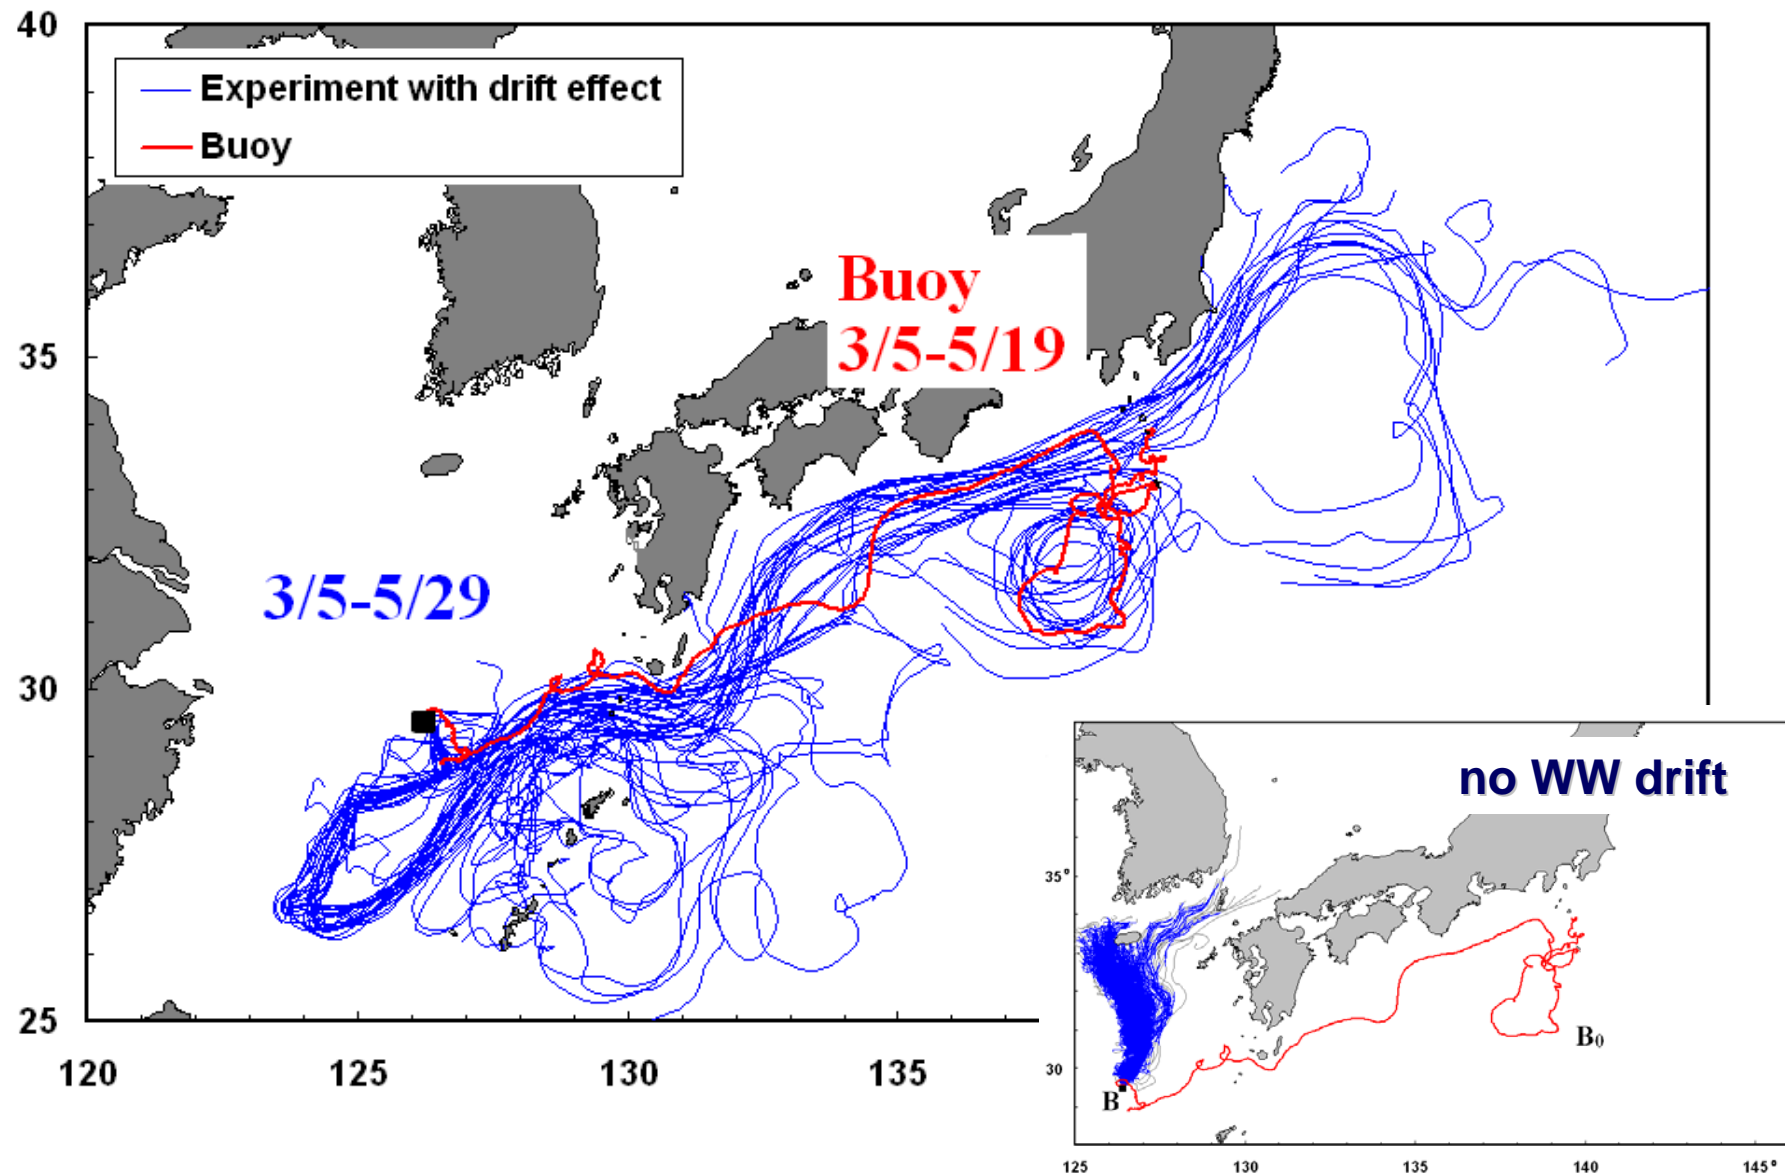 40
Experiment with drift effect
Buoy
Buoy
3/5-5/19
35
3/5-5/29
30
25
120
125
130
135
no WW drift
35°
30
B
B₀
125
130
135
140
145°